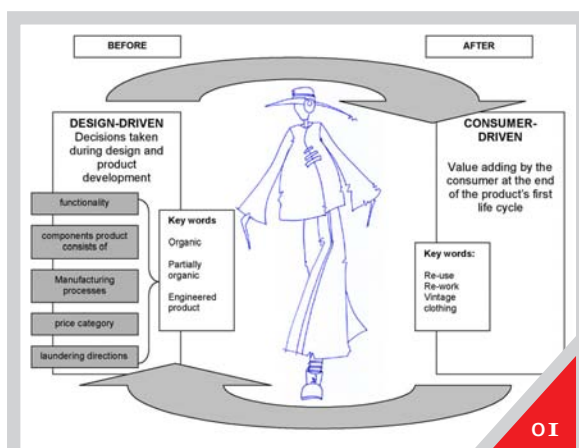 BEFORE
AFTER
DESIGN-DRIVEN
Decisions taken
during design and
product
development
functionality
components product
consists of
Manufacturing
processes
price category
laundering directions
Key words
Organic
Partially
organic
Engineered
product
CONSUMER-
DRIVEN
Value adding by the
consumer at the end
of the product's first
life cycle
Key words:
Re-use
Re-work
Vintage
clothing
01